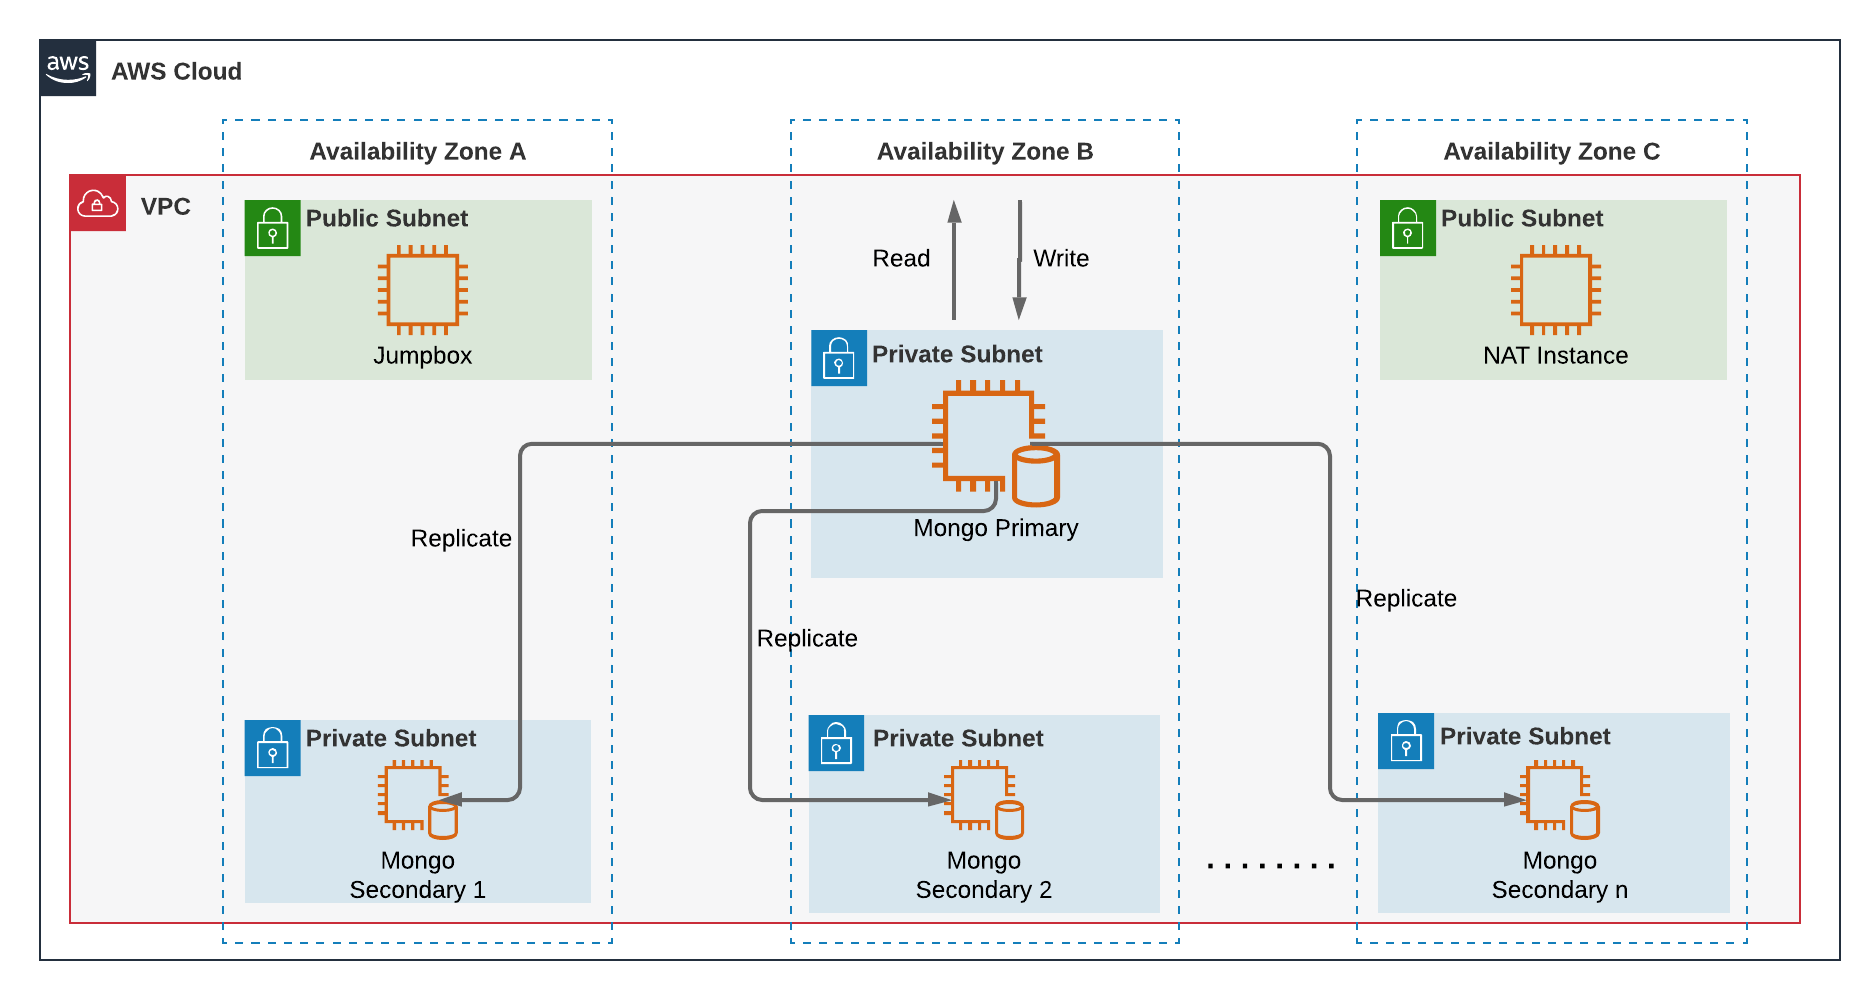 aws
AWS Cloud
Availability Zone A
Availability Zone B
Availability Zone C
VPC
Public Subnet
Jumpbox
Read
Write
Public Subnet
NAT Instance
Private Subnet
Mongo Primary
Replicate
Replicate
Replicate
Private Subnet
Mongo
Secondary 1
Private Subnet
Mongo
Secondary 2
........
Private Subnet
Mongo
Secondary n